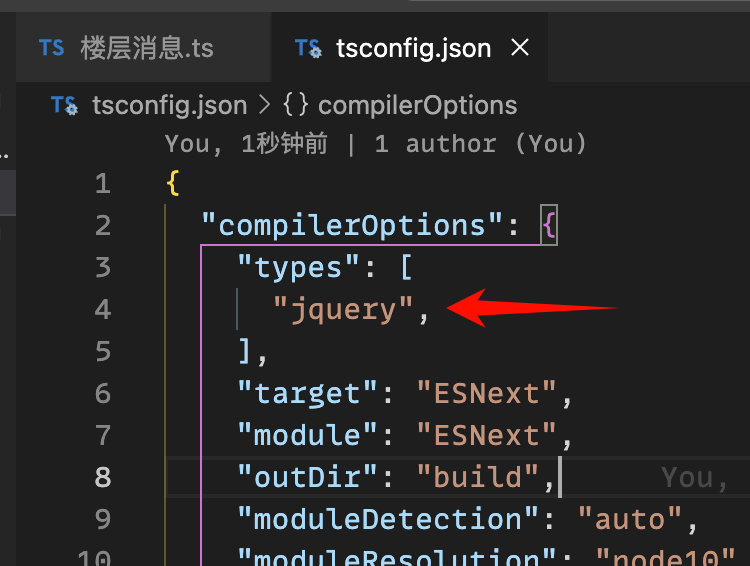 TS 楼层消息.ts TS tsconfig.json ×
TS tsconfig.json > {} compilerOptions
You, 1秒钟前 | 1 author (You)
1 {
2 "compilerOptions": {
3 "types": [
4 "jquery",
5 ],
6 "target": "ESNext",
7 "module": "ESNext",
8 "outDir": "build", You,
9 "moduleDetection": "auto",
10 "moduleResolution": "node10"